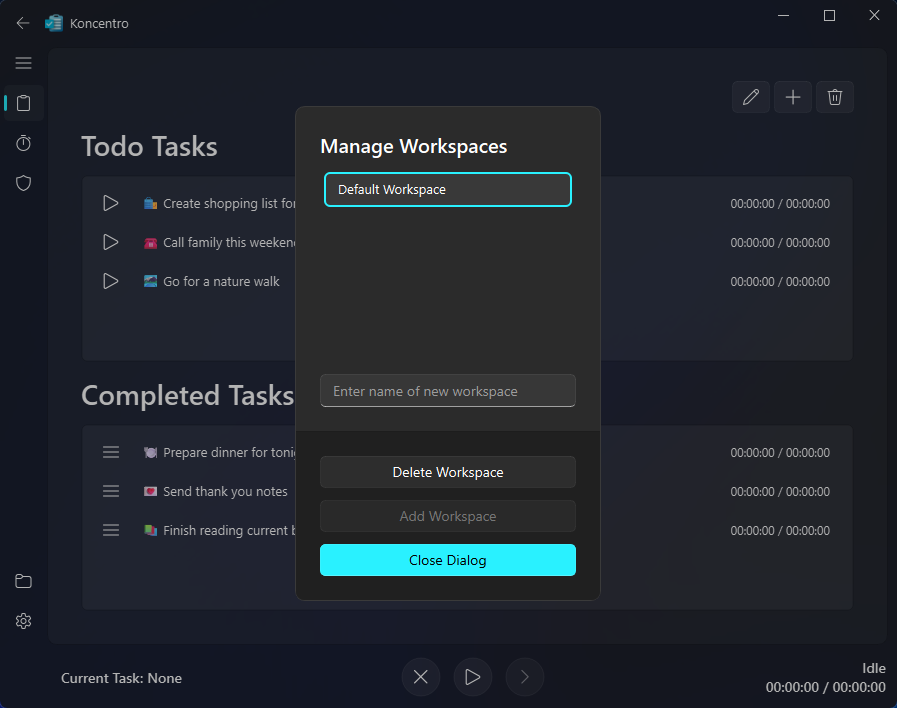 Koncentro
Todo Tasks
Create shopping list for
00:00:00 / 00:00:00
Call family this weekend
00:00:00 / 00:00:00
Go for a nature walk
00:00:00 / 00:00:00
Completed Tasks
Prepare dinner for
00:00:00 / 00:00:00
Send thank you notes
00:00:00 / 00:00:00
Finish reading current
00:00:00 / 00:00:00
Manage Workspaces
Default Workspace
Enter name of new workspace
Delete Workspace
Add Workspace
Close Dialog
Current Task: None
Idle
00:00:00 / 00:00:00